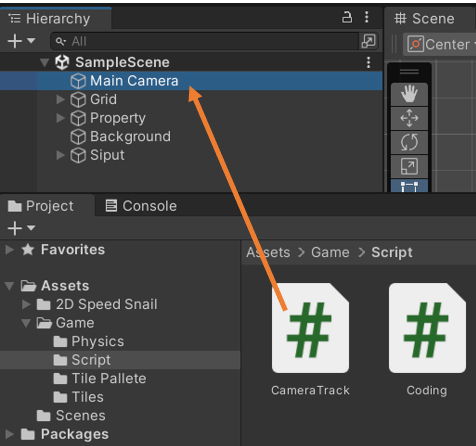 Hierarchy
Scene
All
Center
SampleScene
Main Camera
Grid
Property
Background
Siput
Project
Console
Favorites
Assets > Game > Script
Assets
2D Speed Snail
Game
Physics
Script
Tile Pallete
Tiles
Scenes
Packages
CameraTrack
Coding